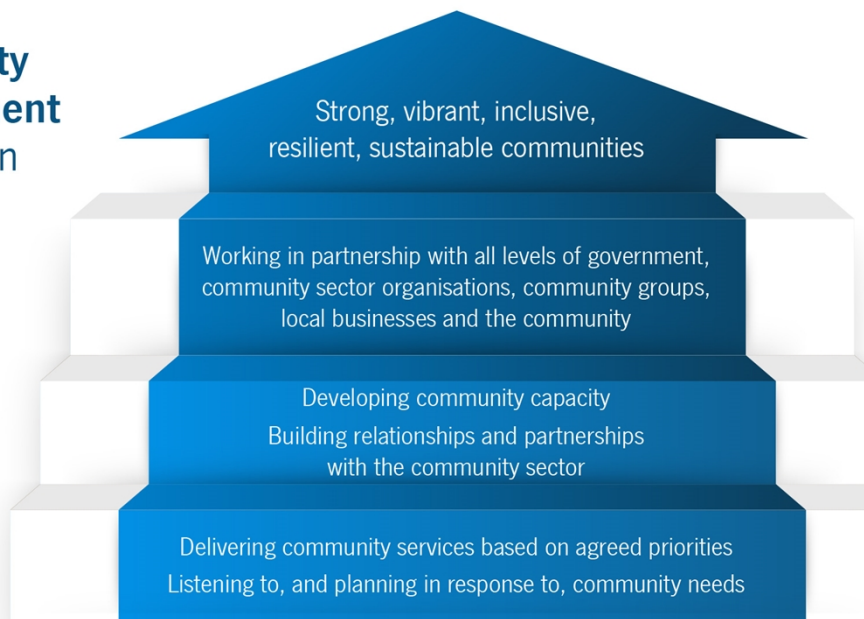 Strong, vibrant, inclusive,
resilient, sustainable communities
Working in partnership with all levels of government,
community sector organisations, community groups,
local businesses and the community
Developing community capacity
Building relationships and partnerships
with the community sector
Delivering community services based on agreed priorities
Listening to, and planning in response to, community needs